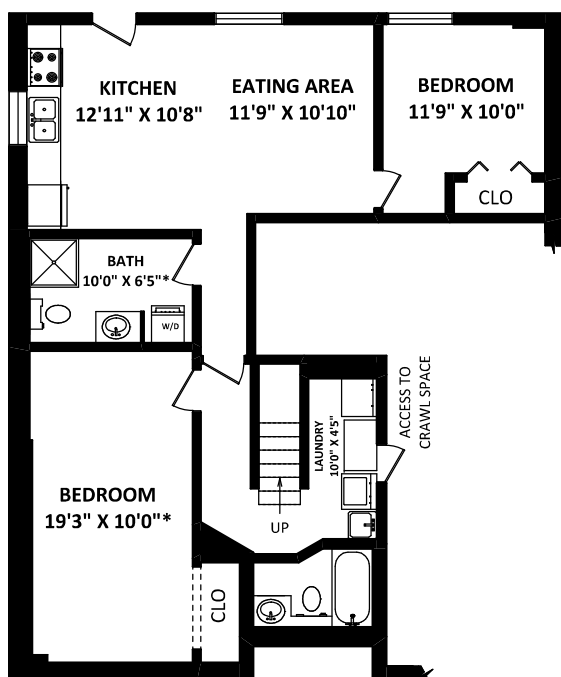 KITCHEN
12'11" X 10'8"
EATING AREA
11'9" X 10'10"
BEDROOM
11'9" X 10'0"
CLO
BATH
10'0" X 6'5"*
W/D
ACCESS TO
CRAWL SPACE
LAUNDRY
10'0" X 4'5"
BEDROOM
19'3" X 10'0"*
UP
CLO